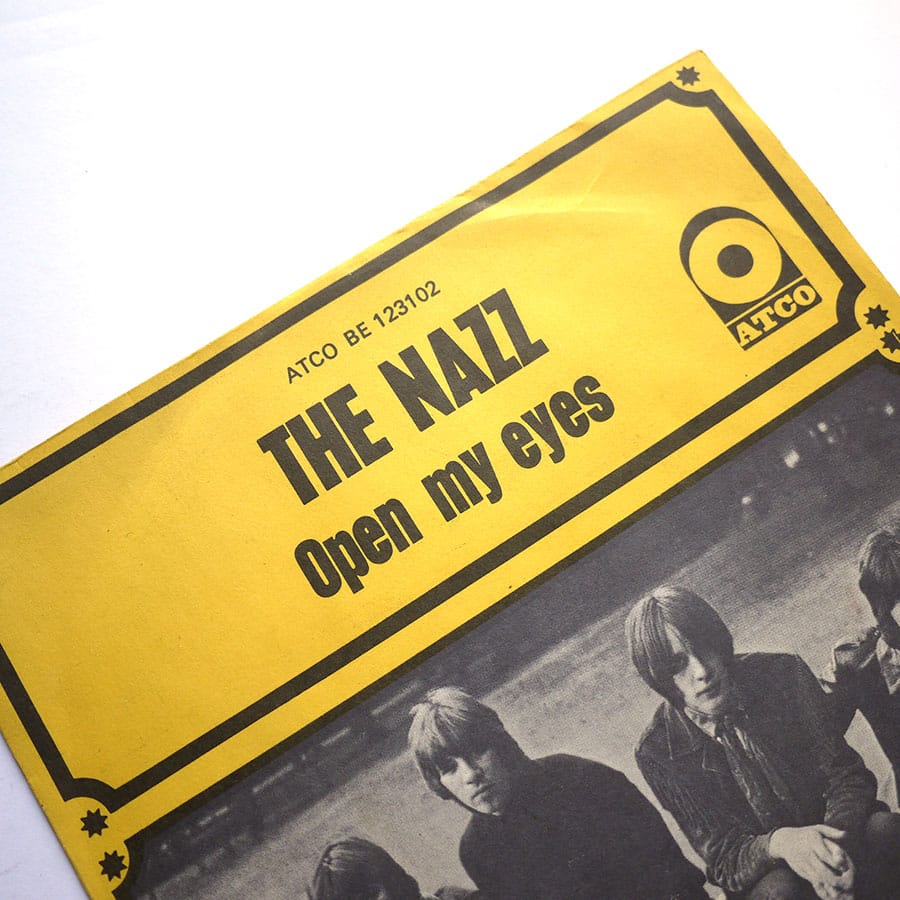 ATCO BE 123102
THE NAZZ
Open my eyes
ATCO